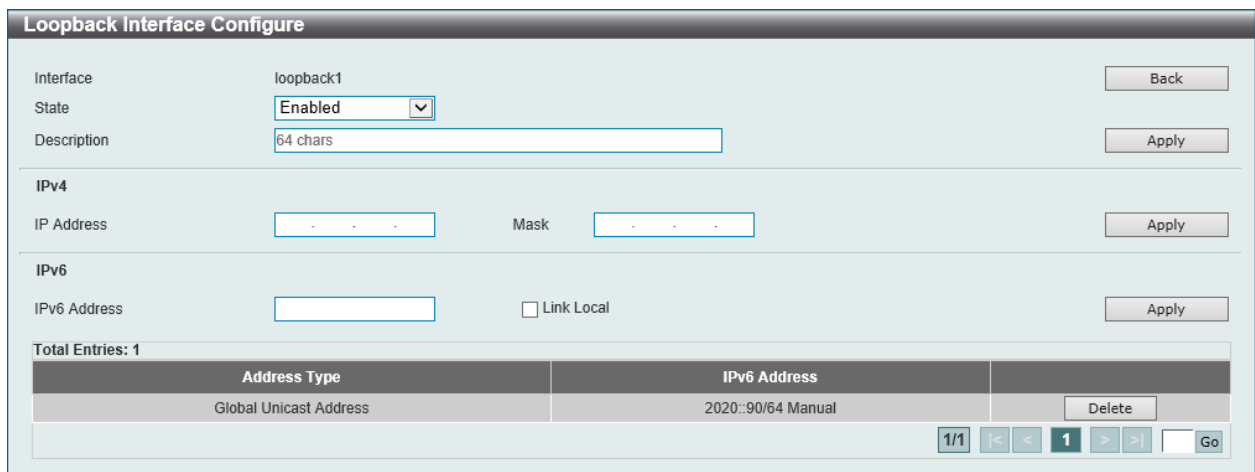 Loopback Interface Configure
Interface loopback1 Back
State Enabled
Description 64 chars Apply
IPv4
IP Address . . . Mask . . . Apply
IPv6
IPv6 Address Link Local Apply
Total Entries: 1
Address Type IPv6 Address
Global Unicast Address 2020::90/64 Manual Delete
1/1 |< < 1 > >| Go